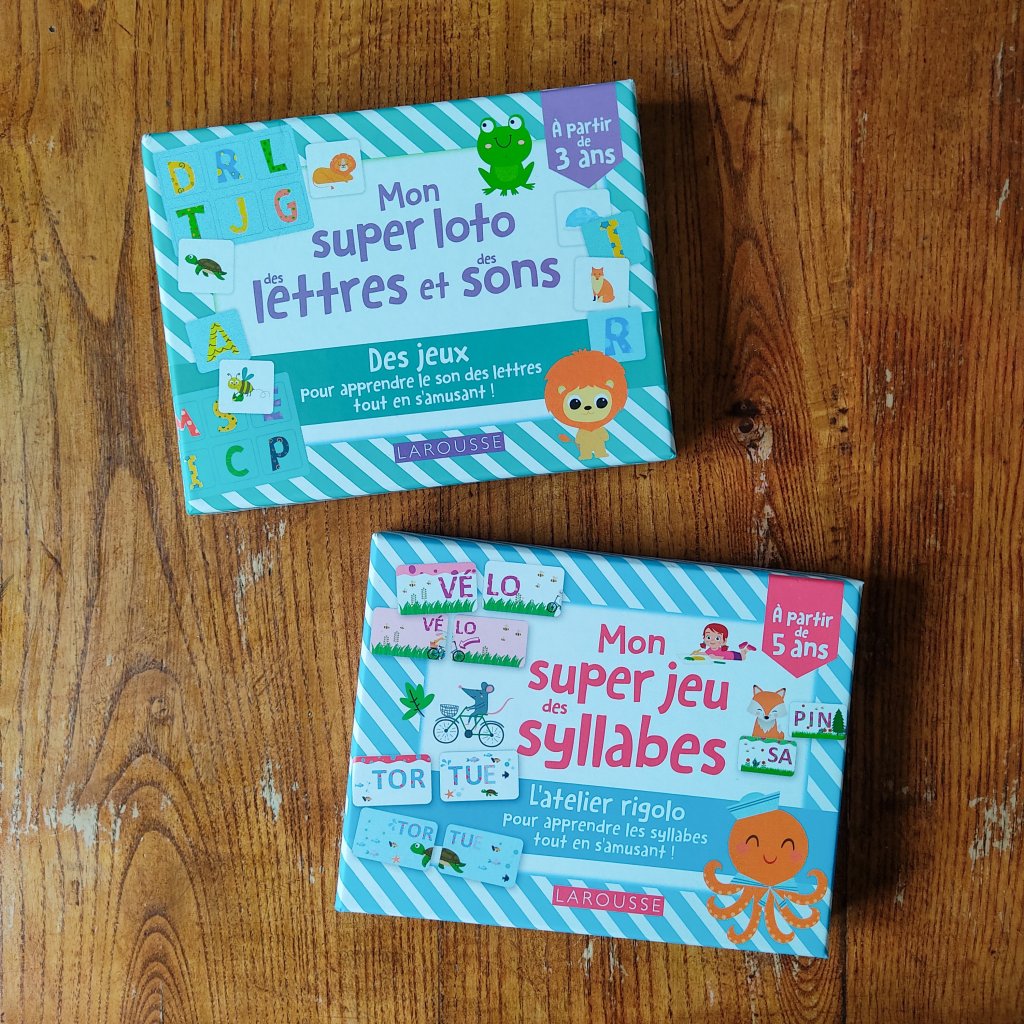 D R L
T J G
À partir
de
3 ans
Mon
super loto
des lettres et des sons
A
R
Des jeux
pour apprendre le son des lettres
tout en s'amusant !
S E
C P
LAROUSSE
VÉ LO
VÉ LO
À partir
de
5 ans
Mon
super jeu
des
syllabes
PIN
SA
TOR TUE
L'atelier rigolo
pour apprendre les syllabes
tout en s'amusant !
TOR TUE
LAROUSSE